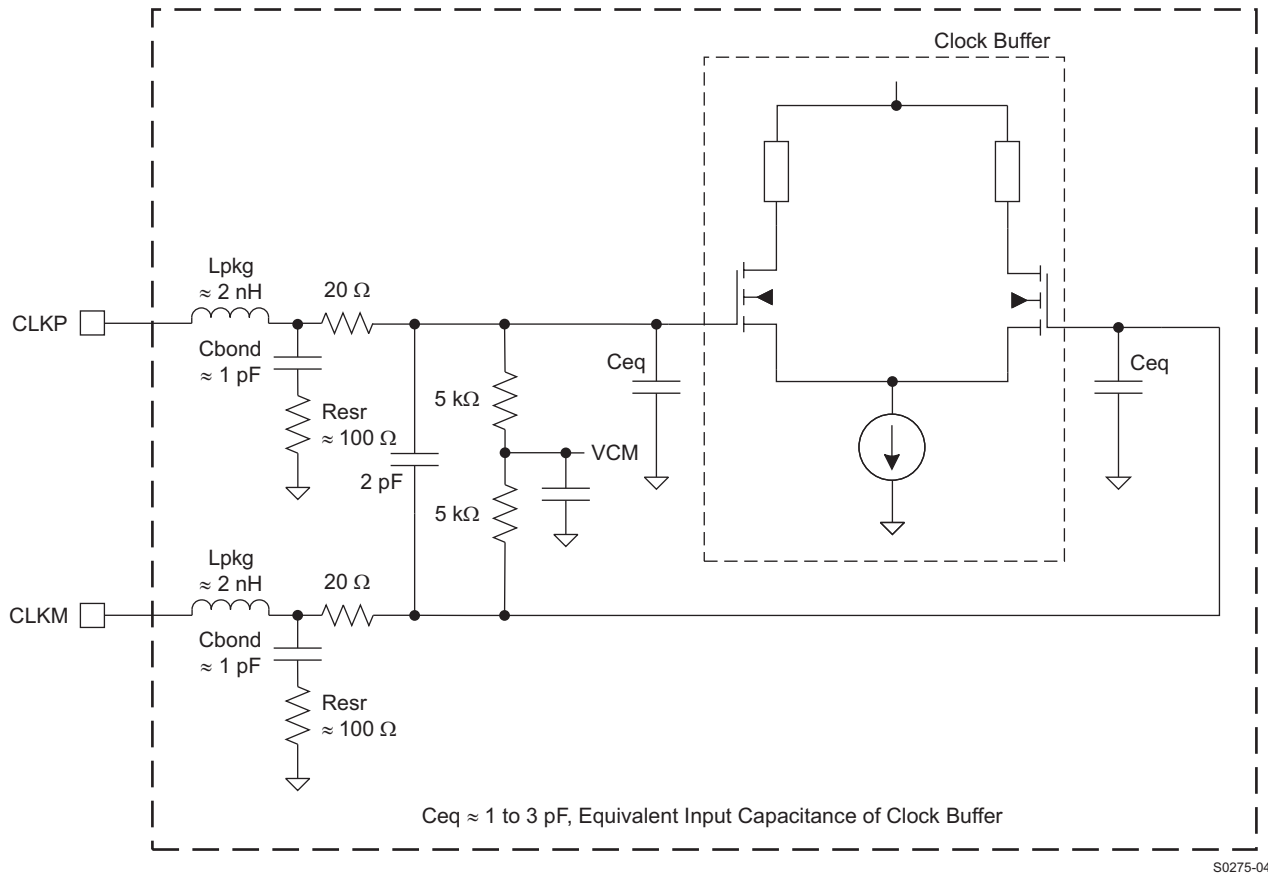 Clock Buffer
Lpkg
≈ 2 nH
20 Ω
CLKP
Cbond
≈ 1 pF
Resr
≈ 100 Ω
2 pF
5 kΩ
VCM
5 kΩ
Ceq
Ceq
Lpkg
≈ 2 nH
20 Ω
CLKM
Cbond
≈ 1 pF
Resr
≈ 100 Ω
Ceq ≈ 1 to 3 pF, Equivalent Input Capacitance of Clock Buffer
S0275-04